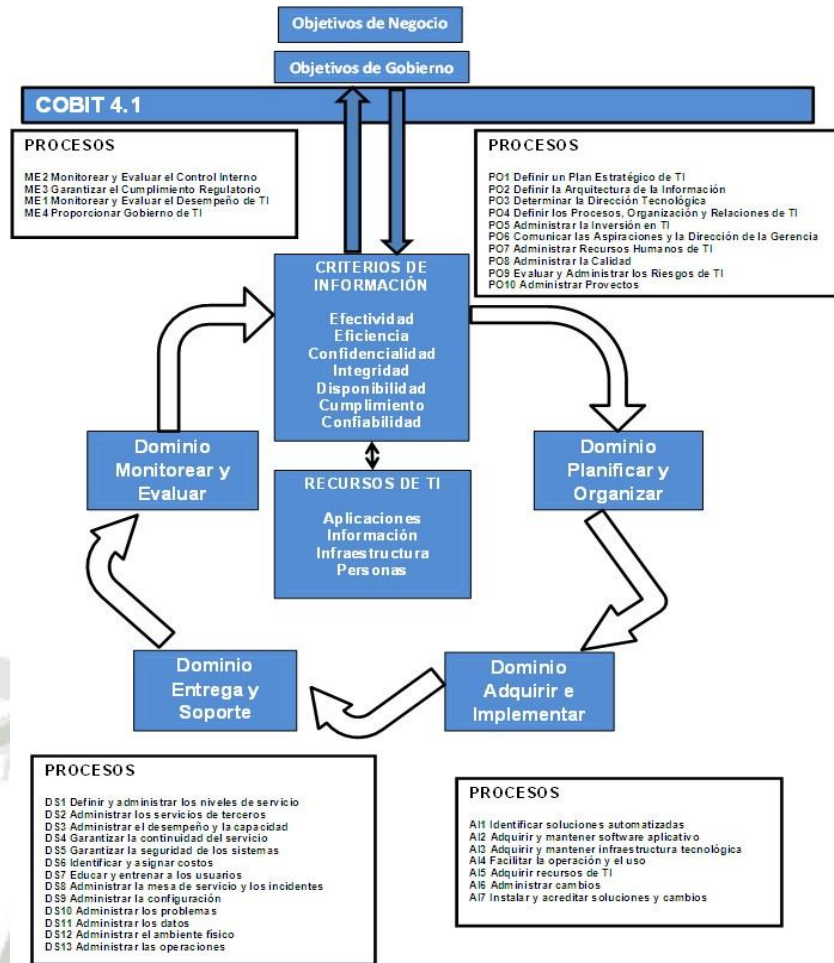 Objetivos de Negocio
Objetivos de Gobierno
COBIT 4.1
PROCESOS
ME2 Monitorear y Evaluar el Control Interno
ME3 Garantizar el Cumplimiento Regulatorio
ME1 Monitorear y Evaluar el Desempeño de TI
ME4 Proporcionar Gobierno de TI
PROCESOS
PO1 Definir un Plan Estratégico de TI
PO2 Definir la Arquitectura de la Información
PO3 Determinar la Dirección Tecnológica
PO4 Definir los Procesos, Organización y Relaciones de TI
PO5 Administrar la Inversión en TI
PO6 Comunicar las Aspiraciones y la Dirección de la Gerencia
PO7 Administrar Recursos Humanos de TI
PO8 Administrar la Calidad
PO9 Evaluar y Administrar los Riesgos de TI
PO10 Administrar Proyectos
CRITERIOS DE
INFORMACIÓN
Efectividad
Eficiencia
Confidencialidad
Integridad
Disponibilidad
Cumplimiento
Confiabilidad
Dominio
Monitorear y
Evaluar
Dominio
Planificar y
Organizar
RECURSOS DE TI
Aplicaciones
Información
Infraestructura
Personas
Dominio
Entrega y
Soporte
Dominio
Adquirir e
Implementar
PROCESOS
DS1 Definir y administrar los niveles de servicio
DS2 Administrar los servicios de terceros
DS3 Administrar el desempeño y la capacidad
DS4 Garantizar la continuidad del servicio
DS5 Garantizar la seguridad de los sistemas
DS6 Identificar y asignar costos
DS7 Educar y entrenar a los usuarios
DS8 Administrar la mesa de servicio y los incidentes
DS9 Administrar la configuración
DS10 Administrar los problemas
DS11 Administrar los datos
DS12 Administrar el ambiente físico
DS13 Administrar las operaciones
PROCESOS
AI1 Identificar soluciones automatizadas
AI2 Adquirir y mantener software aplicativo
AI3 Adquirir y mantener infraestructura tecnológica
AI4 Facilitar la operación y el uso
AI5 Adquirir recursos de TI
AI6 Administrar cambios
AI7 Instalar y acreditar soluciones y cambios